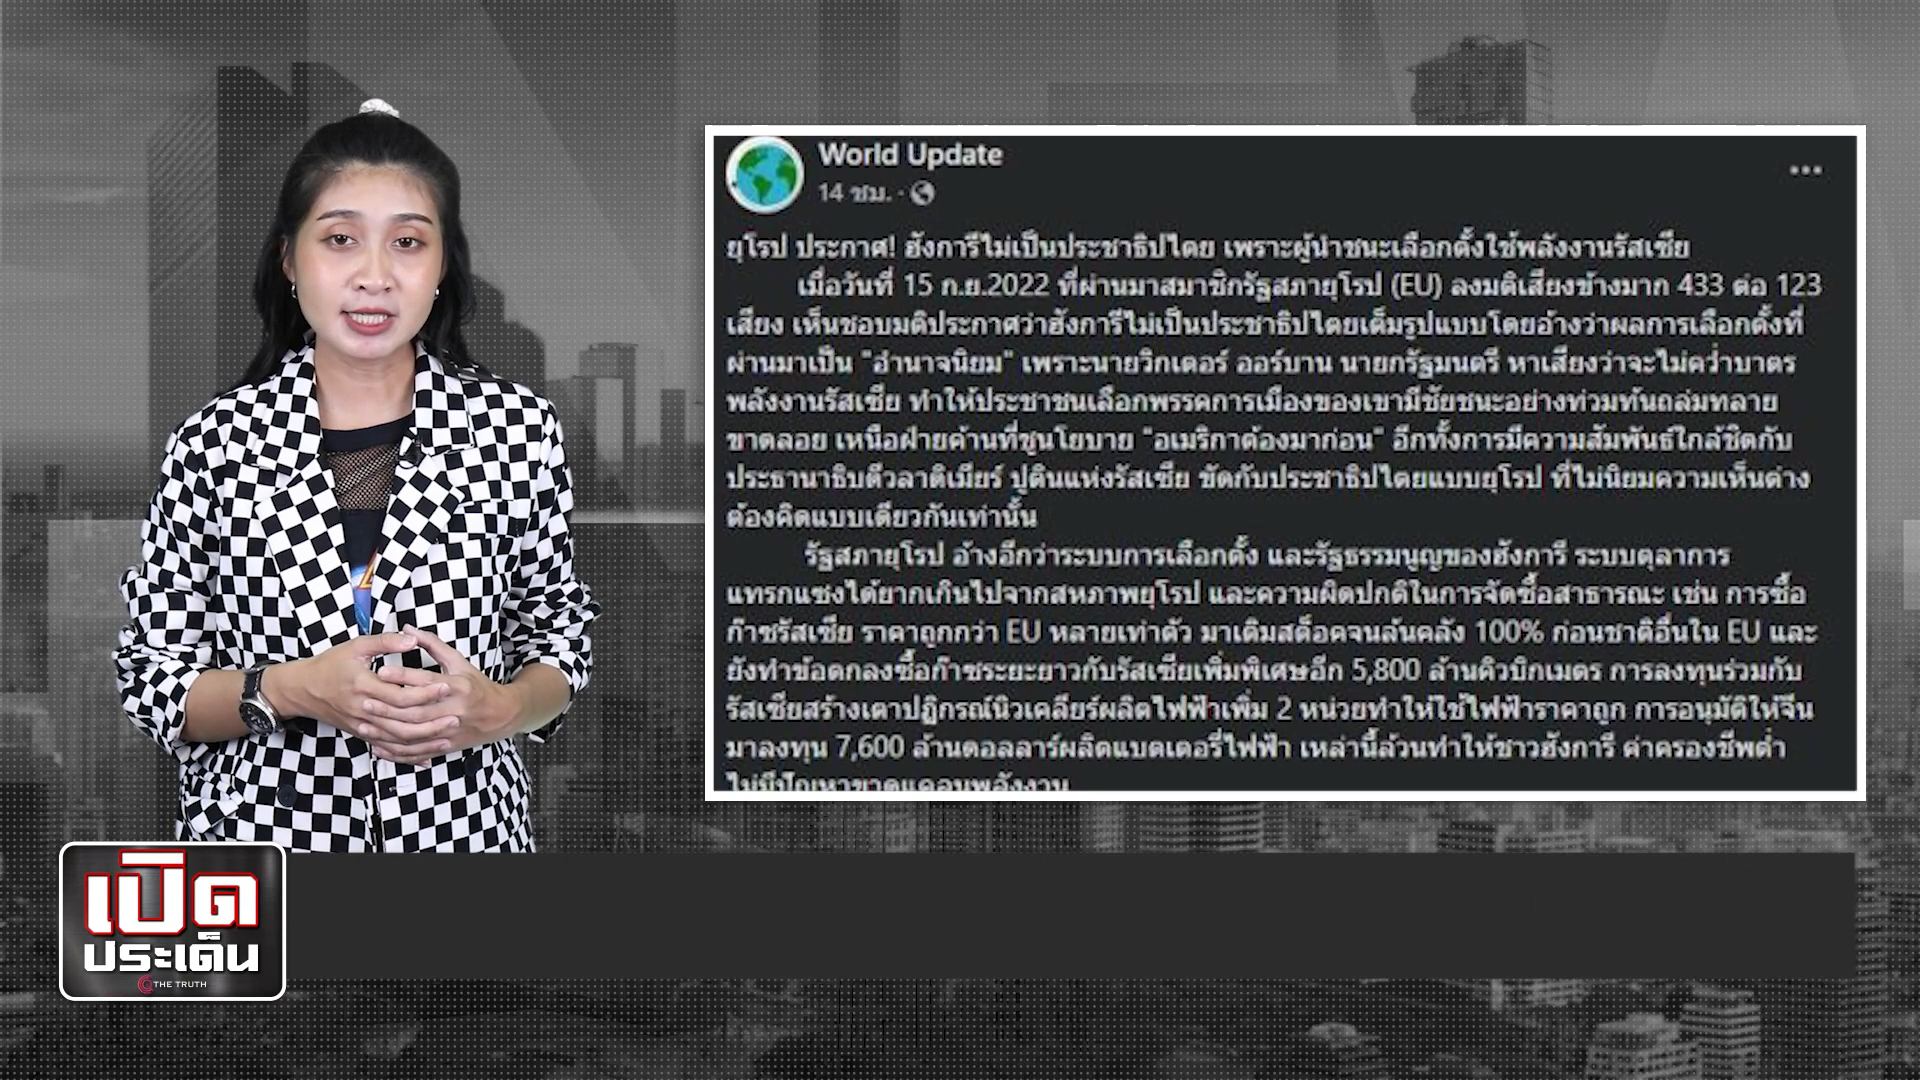 World Update
14 ชม. ·
ยุโรป ประกาศ! ฮังการีไม่เป็นประชาธิปไตย เพราะผู้นำชนะเลือกตั้งใช้พลังงานรัสเซีย
เมื่อวันที่ 15 ก.ย.2022 ที่ผ่านมาสมาชิกรัฐสภายุโรป (EU) ลงมติเสียงข้างมาก 433 ต่อ 123
เสียง เห็นชอบมติประกาศว่าฮังการีไม่เป็นประชาธิปไตยเต็มรูปแบบโดยอ้างว่าผลการเลือกตั้งที่
ผ่านมาเป็น "อำนาจนิยม" เพราะนายวิกเตอร์ ออร์บาน นายกรัฐมนตรี หาเสียงว่าจะไม่คว่ำบาตร
พลังงานรัสเซีย ทำให้ประชาชนเลือกพรรคการเมืองของเขามีชัยชนะอย่างท่วมท้นถล่มทลาย
ขาดลอย เหนือฝ่ายค้านที่ชูนโยบาย "อเมริกาต้องมาก่อน" อีกทั้งการมีความสัมพันธ์ใกล้ชิดกับ
ประธานาธิบดีวลาดิเมียร์ ปูตินแห่งรัสเซีย ขัดกับประชาธิปไตยแบบยุโรป ที่ไม่นิยมความเห็นต่าง
ต้องคิดแบบเดียวกันเท่านั้น
รัฐสภายุโรป อ้างอีกว่าระบบการเลือกตั้ง และรัฐธรรมนูญของฮังการี ระบบตุลาการ
แทรกแซงได้ยากเกินไปจากสหภาพยุโรป และความผิดปกติในการจัดซื้อสาธารณะ เช่น การซื้อ
ก๊าซรัสเซีย ราคาถูกกว่า EU หลายเท่าตัว มาเติมสต็อคจนล้นคลัง 100% ก่อนชาติอื่นใน EU และ
ยังทำข้อตกลงซื้อก๊าซระยะยาวกับรัสเซียเพิ่มพิเศษอีก 5,800 ล้านคิวบิกเมตร การลงทุนร่วมกับ
รัสเซียสร้างเตาปฏิกรณ์นิวเคลียร์ผลิตไฟฟ้าเพิ่ม 2 หน่วยทำให้ใช้ไฟฟ้าราคาถูก การอนุมัติให้จีน
มาลงทุน 7,600 ล้านดอลลาร์ผลิตแบตเตอรี่ไฟฟ้า เหล่านี้ล้วนทำให้ชาวฮังการี ค่าครองชีพต่ำ
ไม่มีปัญหาขาดแคลนพลังงาน
เปิด
ประเด็น
THE TRUTH